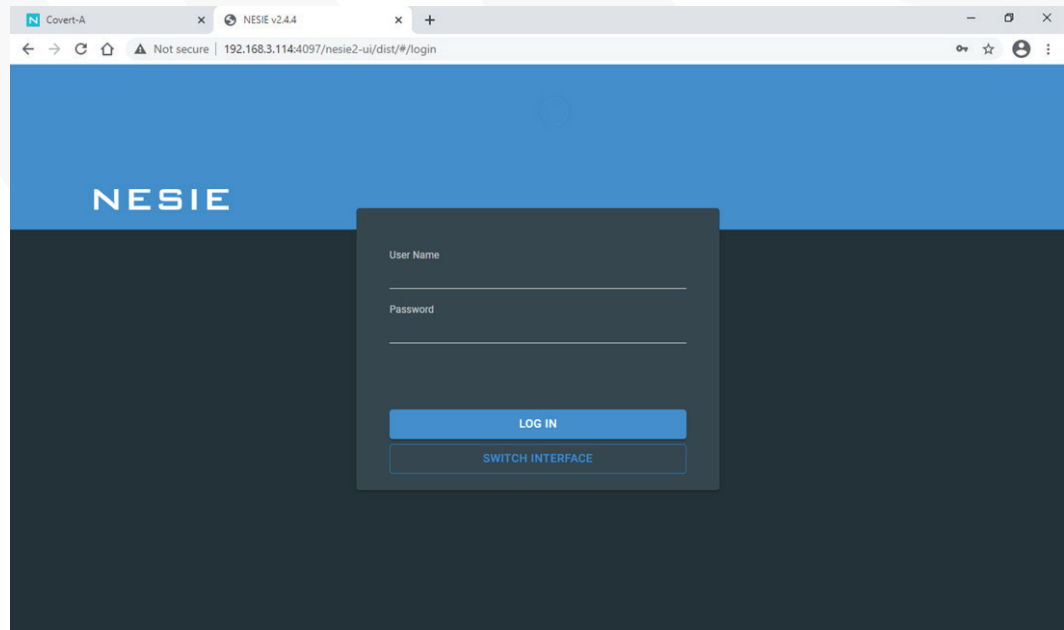 Covert-A
NESIE v2.4.4
Not secure | 192.168.3.114:4097/nesie2-ui/dist/#/login
NESIE
User Name
Password
LOG IN
SWITCH INTERFACE